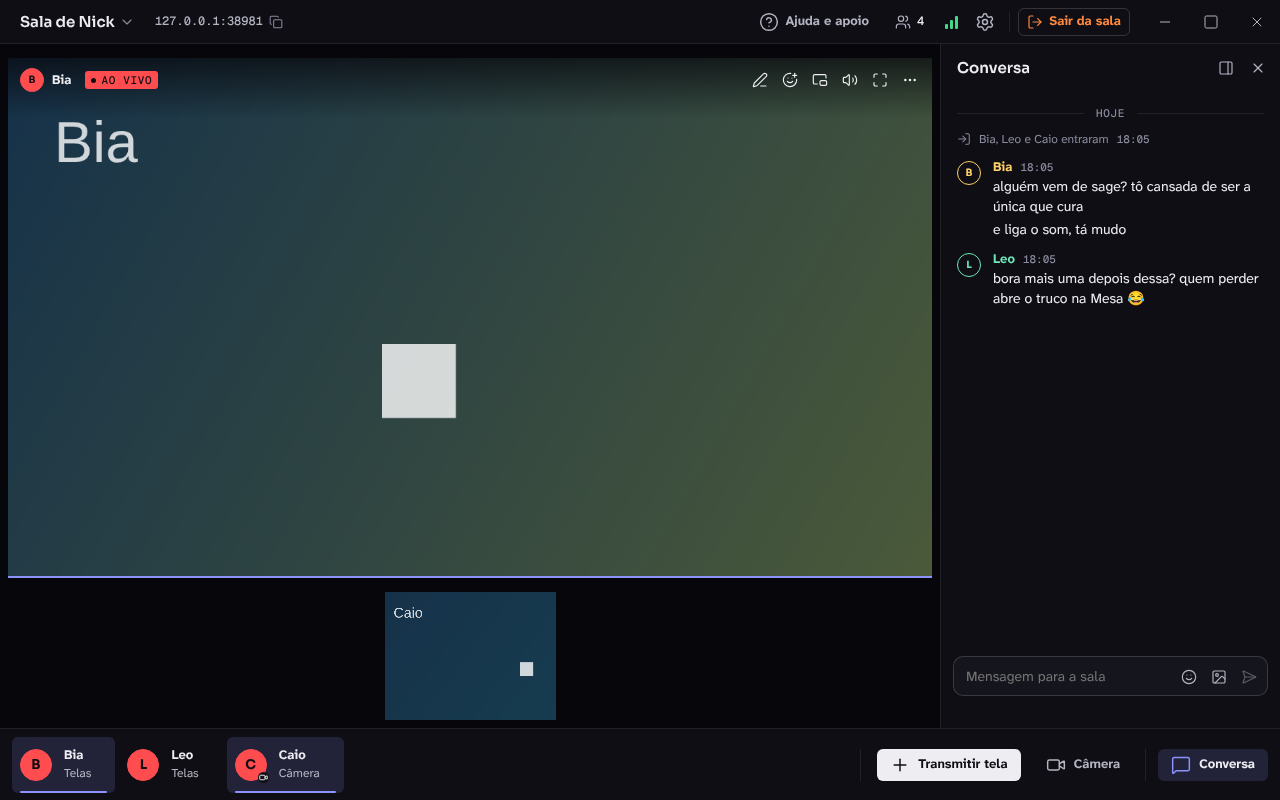 Sala de Nick
127.0.0.1:38981
Ajuda e apoio
4
Sair da sala
B
Bia
AO VIVO
Bia
Caio
Conversa
HOJE
Bia, Leo e Caio entraram 18:05
B
Bia 18:05
alguém vem de sage? tô cansada de ser a
única que cura
e liga o som, tá mudo
L
Leo 18:05
bora mais uma depois dessa? quem perder
abre o truco na Mesa 😂
Mensagem para a sala
B
Bia
Telas
L
Leo
Telas
C
Caio
Câmera
Transmitir tela
Câmera
Conversa